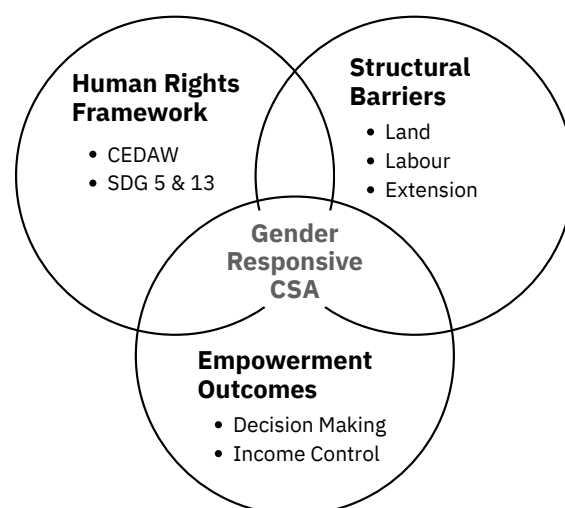 Human Rights
Framework
• CEDAW
• SDG 5 & 13
Structural
Barriers
• Land
• Labour
• Extension
Gender
Responsive
CSA
Empowerment
Outcomes
• Decision Making
• Income Control